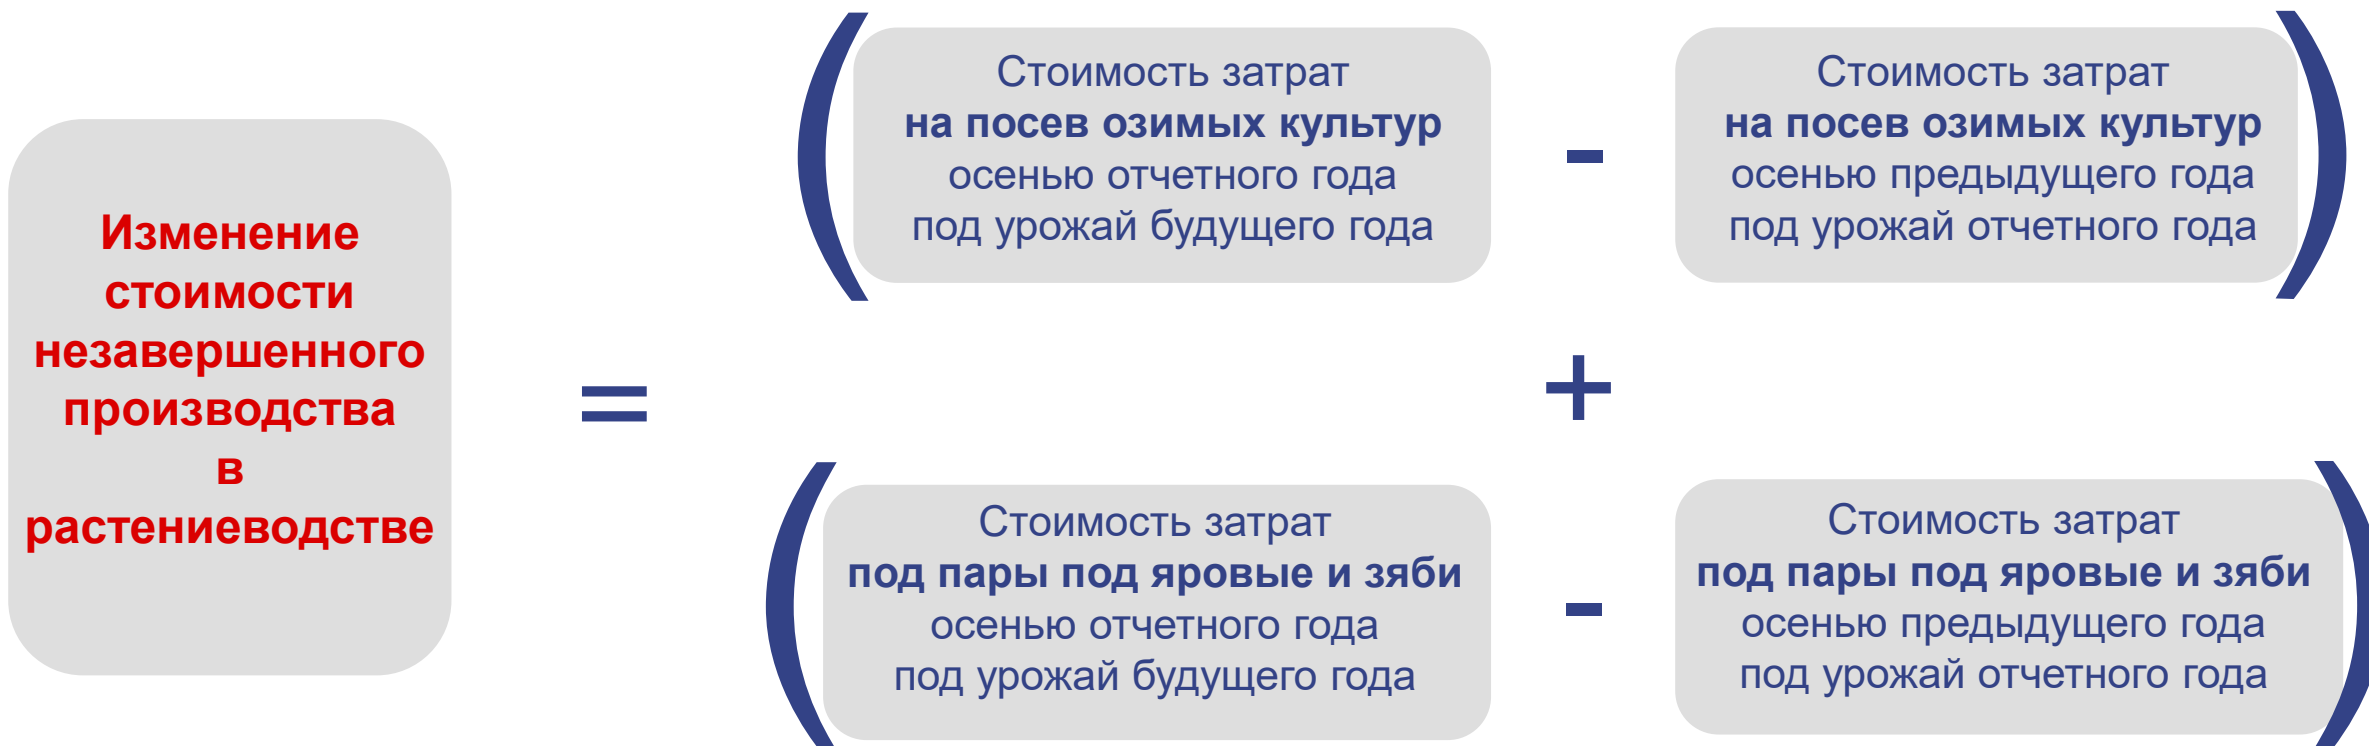 Изменение
стоимости
незавершенного
производства
в
растениеводстве
=
(
Стоимость затрат
на посев озимых культур
осенью отчетного года
под урожай будущего года
-
Стоимость затрат
на посев озимых культур
осенью предыдущего года
под урожай отчетного года
)
+
(
Стоимость затрат
под пары под яровые и зяби
осенью отчетного года
под урожай будущего года
-
Стоимость затрат
под пары под яровые и зяби
осенью предыдущего года
под урожай отчетного года
)